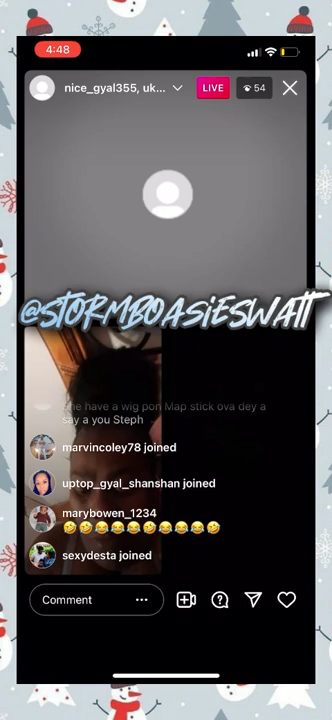 4:48
nice_gyal355, uk...
LIVE
54
@STORMBOASIESWATT
She have a wig pon Map stick ova dey a
say a you Steph
marvincoley78 joined
uptop_gyal_shanshan joined
marybowen_1234
🤣🤣😂😂😂🤣😂😂😂🤣
sexydesta joined
Comment